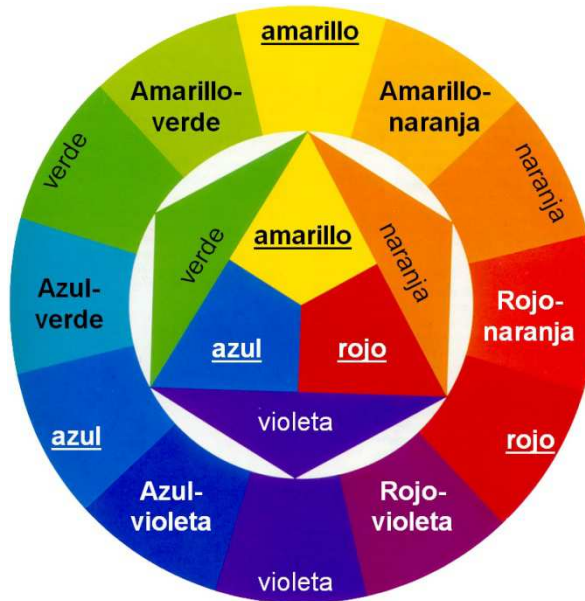 amarillo
Amarillo-
verde
Amarillo-
naranja
verde
naranja
amarillo
verde
naranja
Azul-
verde
Rojo-
naranja
azul
rojo
azul
violeta
rojo
Azul-
violeta
Rojo-
violeta
violeta